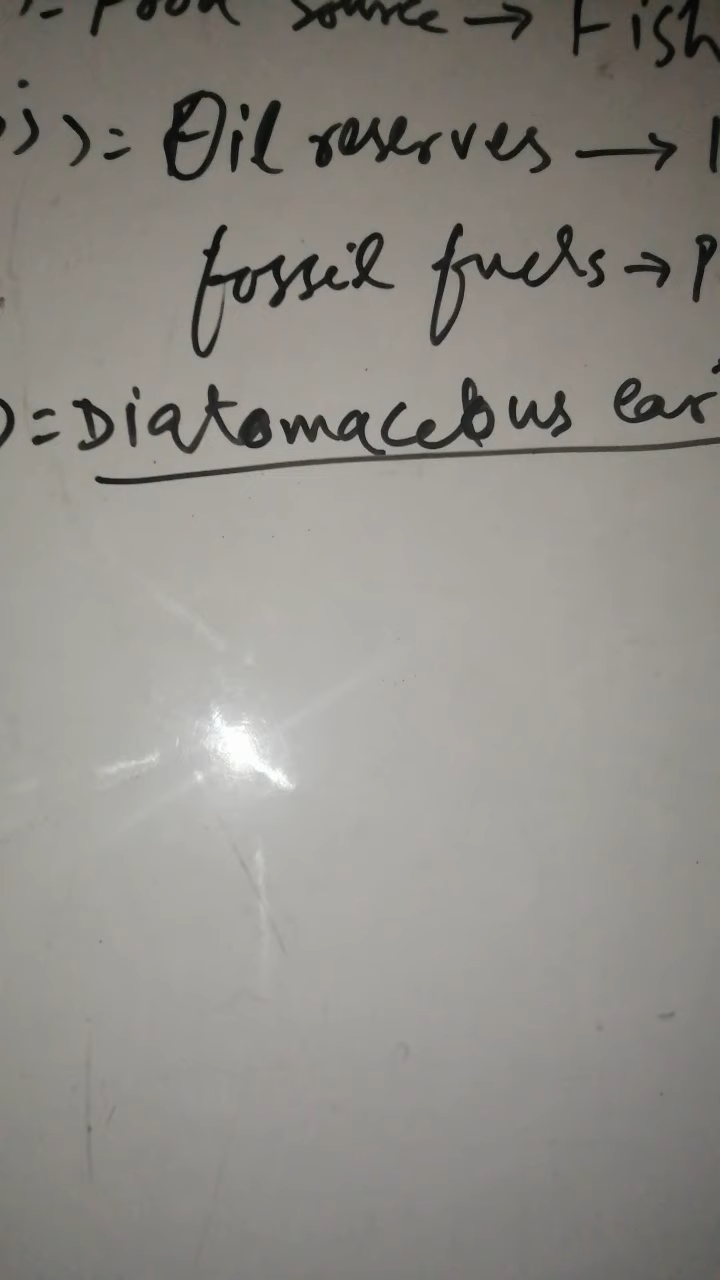 Food source → Fish
ii) := Oil reserves →
fossil fuels → P
) := Diatomaceous ear